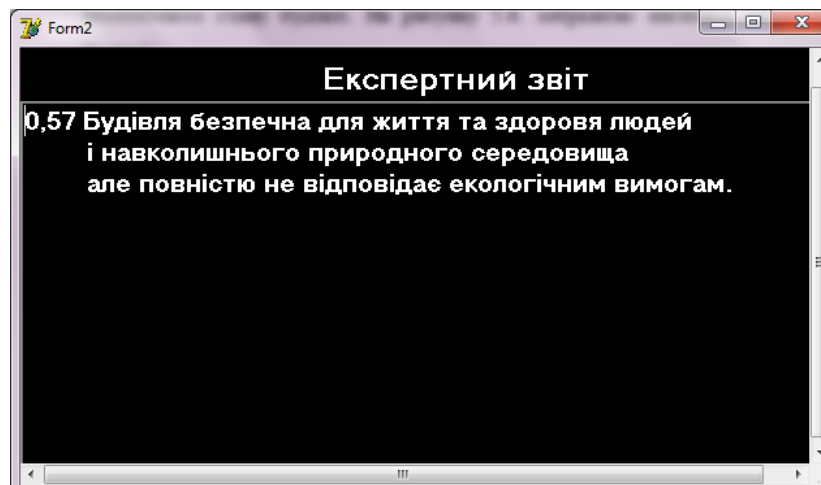 Form2
Експертний звіт
0,57 Будівля безпечна для життя та здоровя людей
і навколишнього природного середовища
але повністю не відповідає екологічним вимогам.